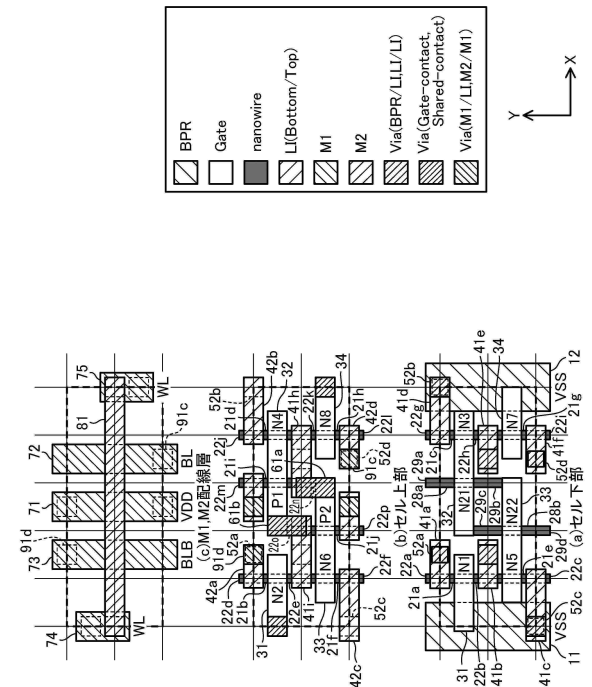 BPR
Gate
nanowire
LI(Bottom/Top)
M1
M2
Via(BPR/LI,LI/LI)
Via(Gate-contact,
Shared-contact)
Via(M1/LI,M2/M1)
Y
X
75
WL
81
91c
72
BL
71
VDD
91d
73
BLB
74
WL
(c)M1,M2配線層
52b
42b
32
34
21d
22j
N4
41h
22k
N8
21h
42d
22l
52d
91c
21i
22m
61b
P1
61a
22n
P2
22p
21j
22o
52a
91d
42a
22d
21b
N2
31
22e
41i
N6
33
21f
22f
52c
42c
(b)セル上部
41d
52b
22g
21c
N3
41e
34
12
22h
N7
VSS
22i
21g
41f
52d
29a
28a
41a
32
N21
29c
29b
N22
33
28b
29d
52a
22a
21a
N1
31
22b
41b
N5
21e
22c
52c
VSS
41c
11
(a)セル下部